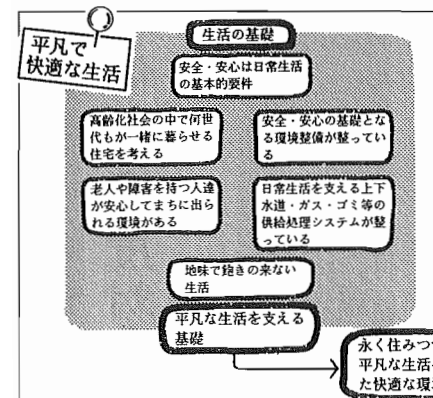 平凡で
快適な生活
生活の基礎
安全・安心は日常生活
の基本的要件
高齢化社会の中で何世
代もが一緒に暮らせる
住宅を考える
安全・安心の基礎とな
る環境整備が整ってい
る
老人や障害を持つ人達
が安心してまちに出ら
れる環境がある
日常生活を支える上下
水道・ガス・ゴミ等の
供給処理システムが整
っている
地味で飽きの来ない
生活
平凡な生活を支える
基礎
永く住みつ
平凡な生活
た快適な環